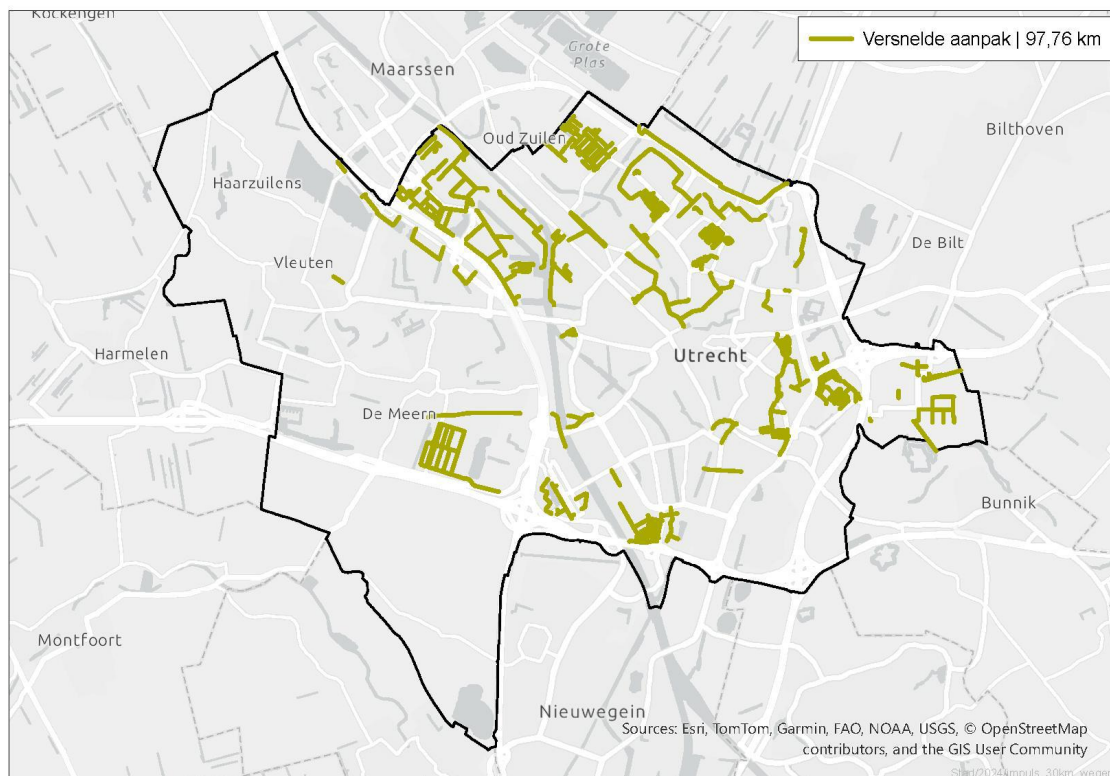 Kockengen
Versnelde aanpak | 97,76 km
Grote
Plas
Maarssen
Bilthoven
Oud Zuilen
Haarzuilens
De Bilt
Vleuten
Harmelen
Utrecht
De Meern
Bunnik
Montfoort
Nieuwegein
Sources: Esri, TomTom, Garmin, FAO, NOAA, USGS, © OpenStreetMap
contributors, and the GIS User Community